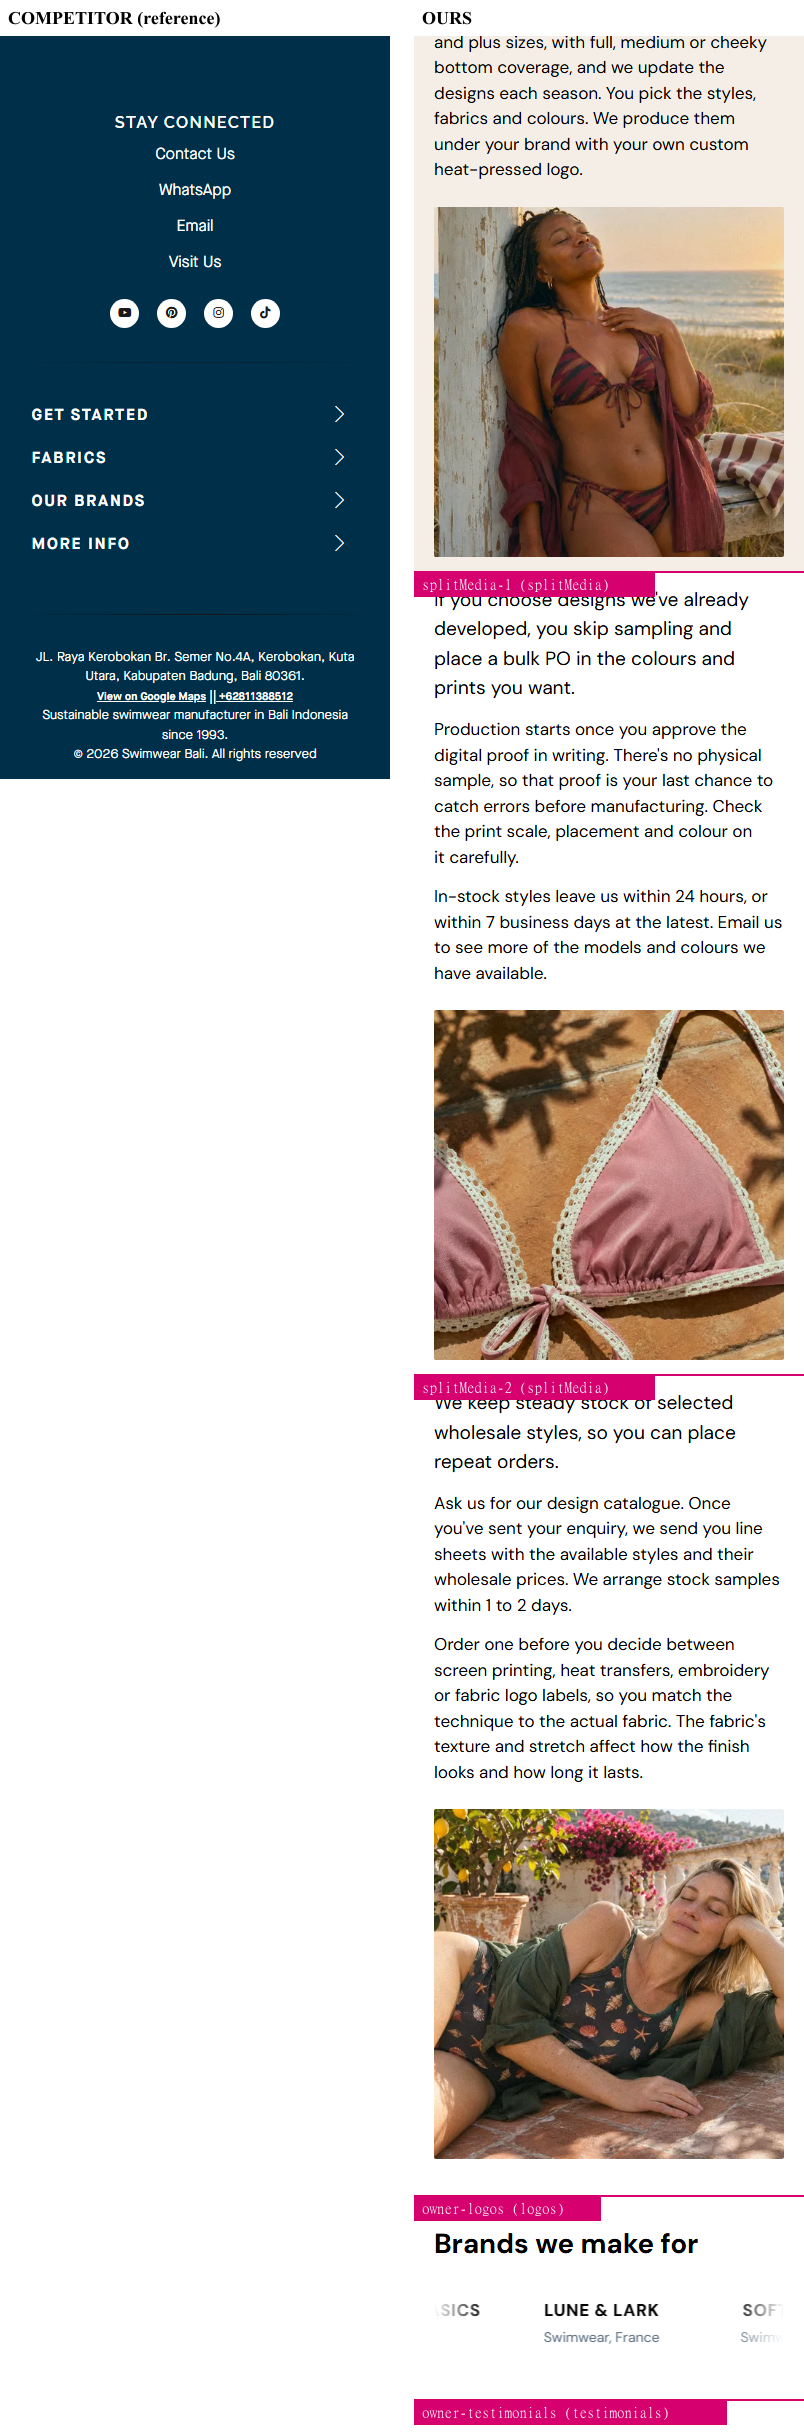 COMPETITOR (reference)
STAY CONNECTED
Contact Us
WhatsApp
Email
Visit Us
GET STARTED
FABRICS
OUR BRANDS
MORE INFO
JL. Raya Kerobokan Br. Semer No.4A, Kerobokan, Kuta
Utara, Kabupaten Badung, Bali 80361.
View on Google Maps || +62811388512
Sustainable swimwear manufacturer in Bali Indonesia
since 1993.
© 2026 Swimwear Bali. All rights reserved
OURS
and plus sizes, with full, medium or cheeky
bottom coverage, and we update the
designs each season. You pick the styles,
fabrics and colours. We produce them
under your brand with your own custom
heat-pressed logo.
splitMedia-1 (splitMedia)
If you choose designs we've already
developed, you skip sampling and
place a bulk PO in the colours and
prints you want.
Production starts once you approve the
digital proof in writing. There's no physical
sample, so that proof is your last chance to
catch errors before manufacturing. Check
the print scale, placement and colour on
it carefully.
In-stock styles leave us within 24 hours, or
within 7 business days at the latest. Email us
to see more of the models and colours we
have available.
splitMedia-2 (splitMedia)
We keep steady stock of selected
wholesale styles, so you can place
repeat orders.
Ask us for our design catalogue. Once
you've sent your enquiry, we send you line
sheets with the available styles and their
wholesale prices. We arrange stock samples
within 1 to 2 days.
Order one before you decide between
screen printing, heat transfers, embroidery
or fabric logo labels, so you match the
technique to the actual fabric. The fabric's
texture and stretch affect how the finish
looks and how long it lasts.
owner-logos (logos)
Brands we make for
LUNE & LARK
Swimwear, France
owner-testimonials (testimonials)